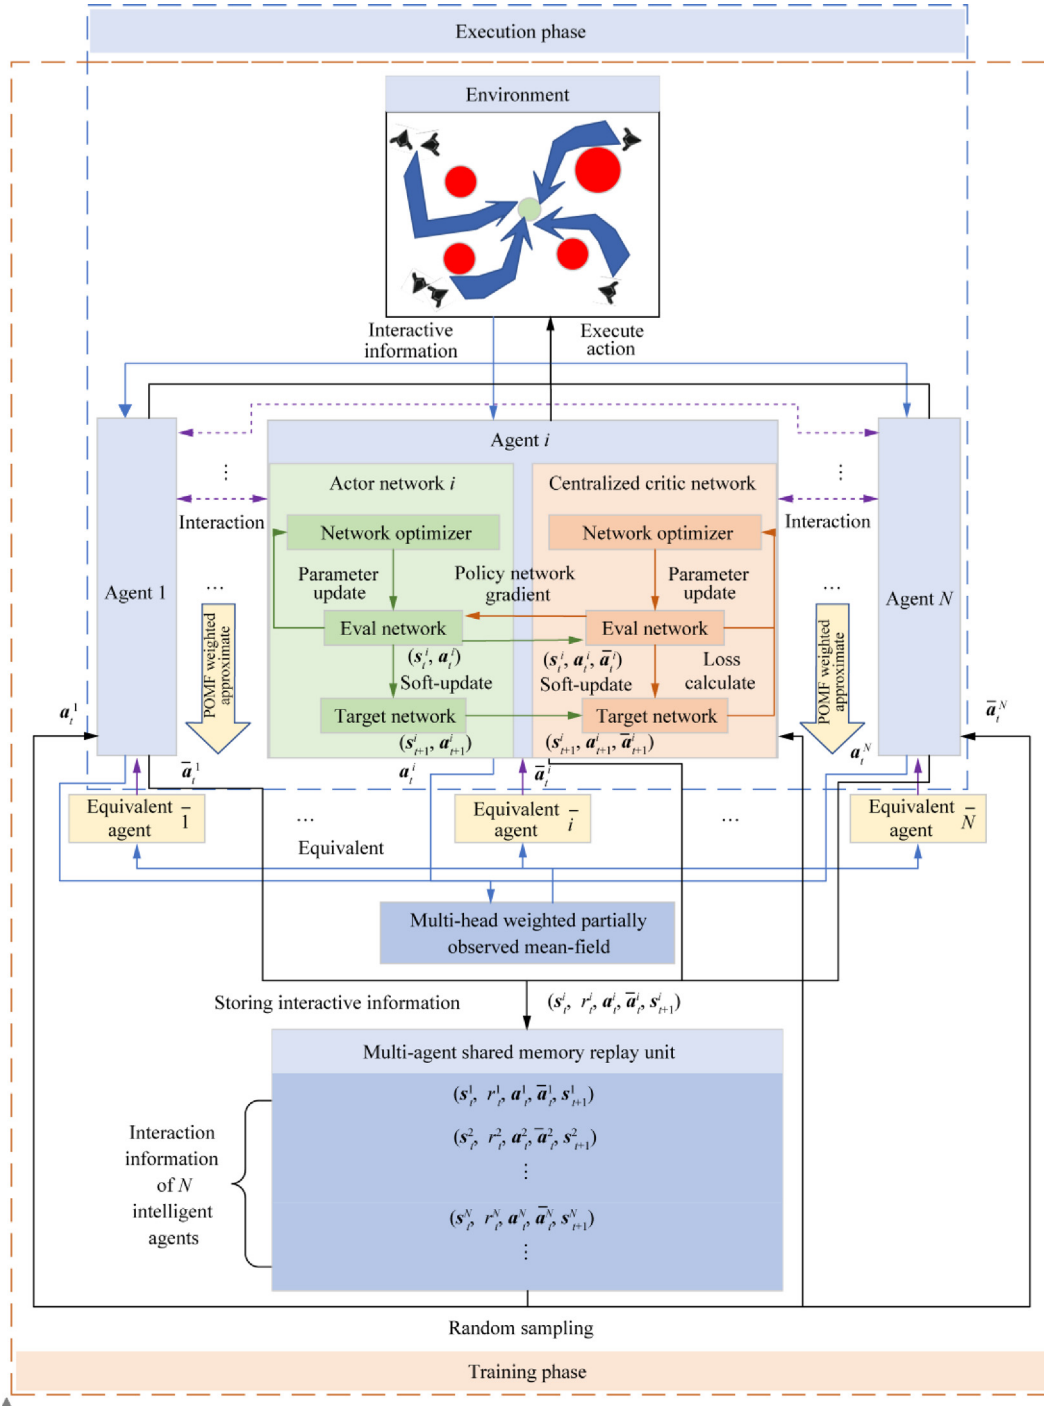 Execution phase
Environment
Interactive
information
Execute
action
Agent i
Actor network i
Centralized critic network
Interaction
Interaction
Network optimizer
Network optimizer
Parameter
update
Policy network
gradient
Parameter
update
Agent 1
Agent N
...
...
POMF weighted
approximate
POMF weighted
approximate
Eval network
Eval network
(s_t^i, a_t^i)
(s_t^i, a_t^i, ā_t^i)
Soft-update
Soft-update
Loss
calculate
Target network
Target network
(s_{t+1}^i, a_{t+1}^i)
(s_{t+1}^i, a_{t+1}^i, ā_{t+1}^i)
a_t^1
ā_t^N
ā_t^1
a_t^i
ā_t^i
a_t^N
Equivalent
agent 1̅
...
Equivalent
agent i̅
...
Equivalent
agent N̅
Equivalent
Multi-head weighted partially
observed mean-field
Storing interactive information
(s_t^i, r_t^i, a_t^i, ā_t^i, s_{t+1}^i)
Multi-agent shared memory replay unit
(s_t^1, r_t^1, a_t^1, ā_t^1, s_{t+1}^1)
(s_t^2, r_t^2, a_t^2, ā_t^2, s_{t+1}^2)
⋮
(s_t^N, r_t^N, a_t^N, ā_t^N, s_{t+1}^N)
⋮
Interaction
information
of N
intelligent
agents
Random sampling
Training phase